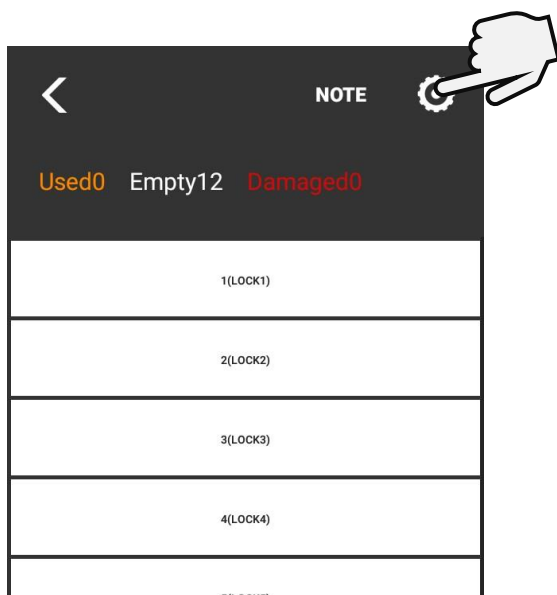 NOTE
Used0 Empty12 Damaged0
1(LOCK1)
2(LOCK2)
3(LOCK3)
4(LOCK4)